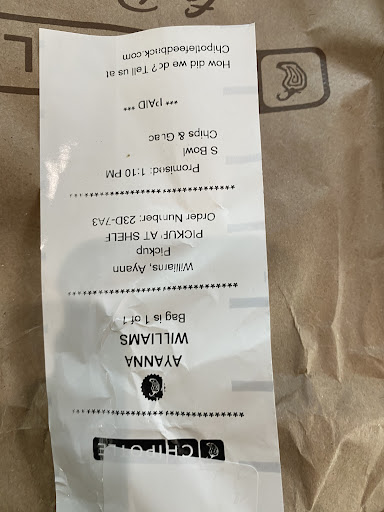 CHIPOTLE
****************************
AYANNA
WILLIAMS
Bag is 1 of 1
****************************
Williams, Ayann
Pickup
PICKUP AT SHELF
Order Number: 23D-7A3
****************************
Promised: 1:10 PM
S Bowl
Chips & Guac
*** PAID ***
How did we do? Tell us at
Chipotlefeedback.com